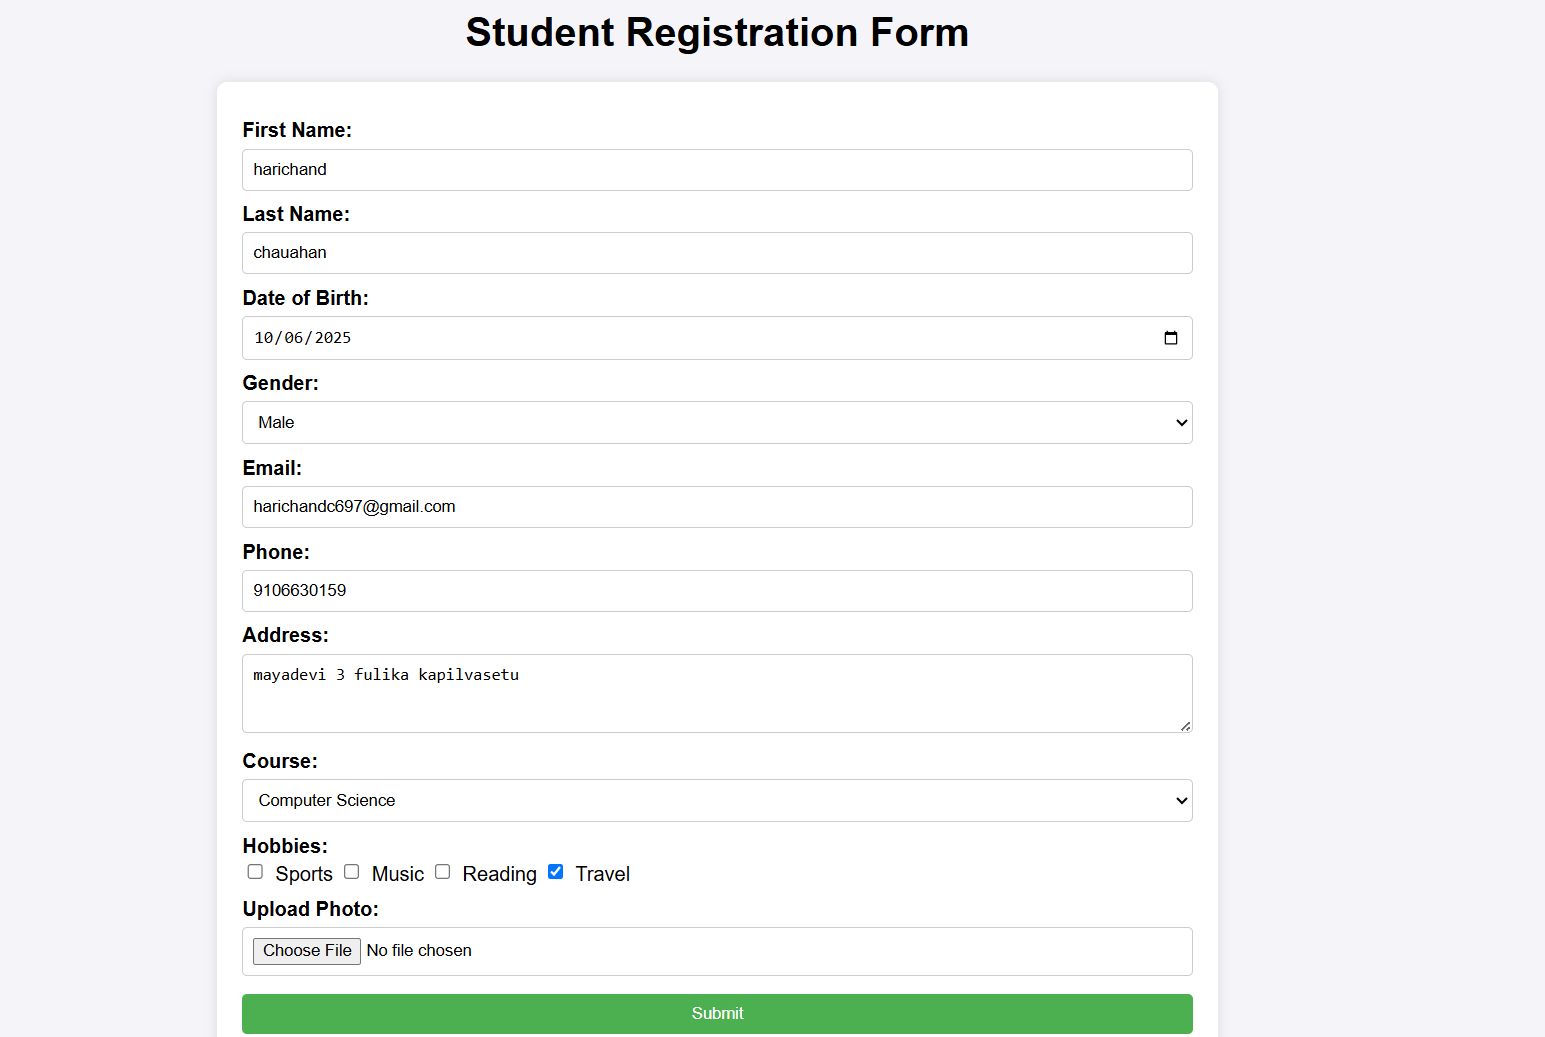 Student Registration Form
First Name:
harichand
Last Name:
chauahan
Date of Birth:
10/06/2025
Gender:
Male
Email:
harichandc697@gmail.com
Phone:
9106630159
Address:
mayadevi 3 fulika kapilvasetu
Course:
Computer Science
Hobbies:
Sports Music Reading Travel
Upload Photo:
Choose File No file chosen
Submit